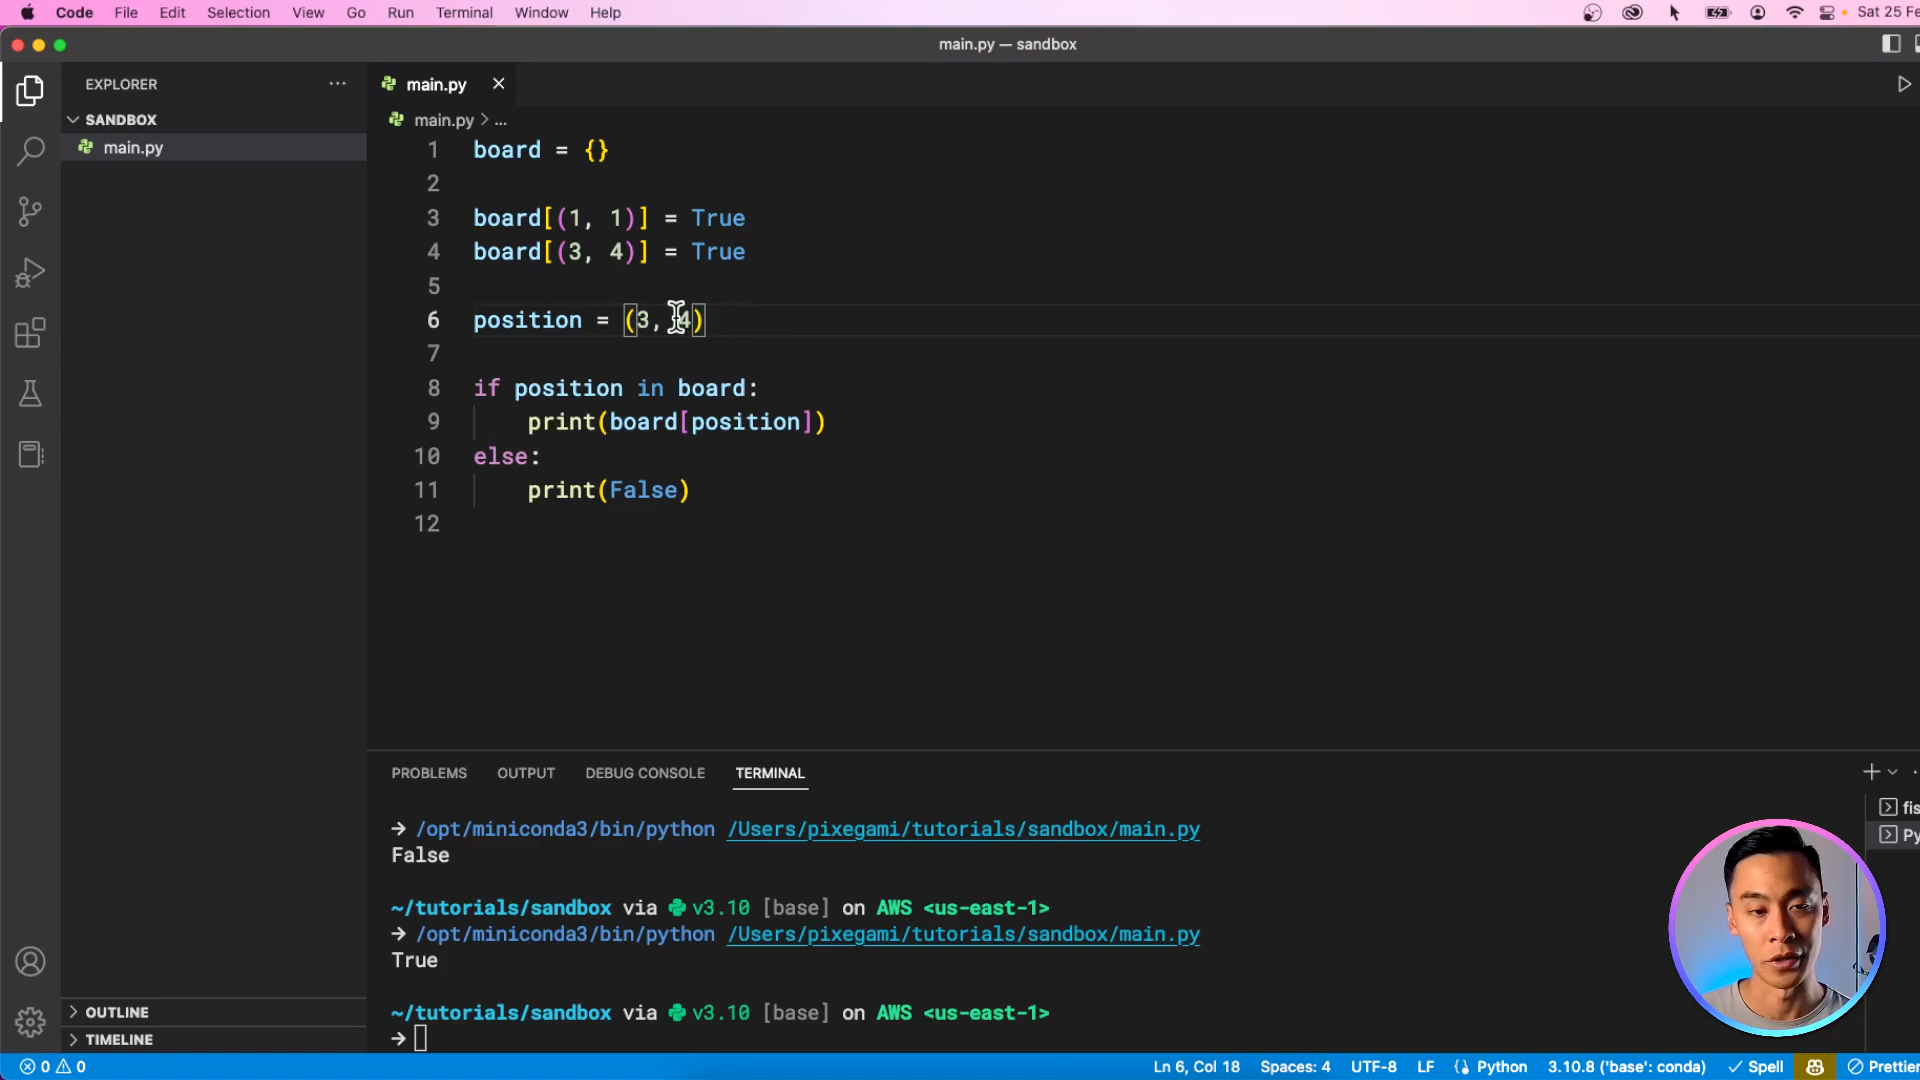 Code File Edit Selection View Go Run Terminal Window Help
Sat 25 Fe
main.py — sandbox
EXPLORER
main.py
SANDBOX
main.py
main.py > ...
1 board = {}
2
3 board[(1, 1)] = True
4 board[(3, 4)] = True
5
6 position = (3, 4)
7
8 if position in board:
9 print(board[position])
10 else:
11 print(False)
12
PROBLEMS OUTPUT DEBUG CONSOLE TERMINAL
→ /opt/miniconda3/bin/python /Users/pixegami/tutorials/sandbox/main.py
False
~/tutorials/sandbox via v3.10 [base] on AWS <us-east-1>
→ /opt/miniconda3/bin/python /Users/pixegami/tutorials/sandbox/main.py
True
~/tutorials/sandbox via v3.10 [base] on AWS <us-east-1>
→
fis
Py
OUTLINE
TIMELINE
0 0
Ln 6, Col 18 Spaces: 4 UTF-8 LF Python 3.10.8 ('base': conda) Spell Prettier